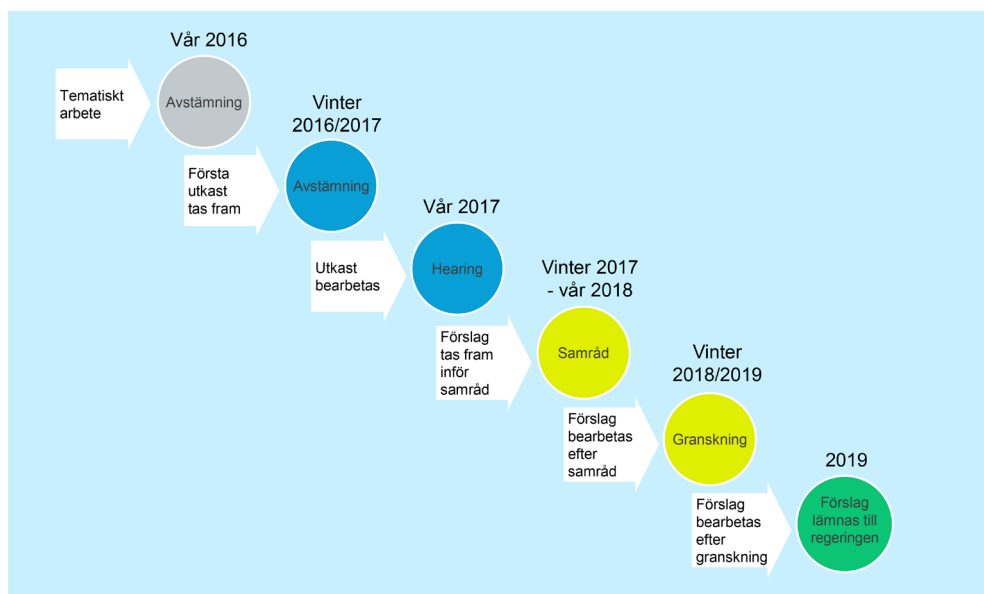 Vår 2016
Tematiskt
arbete
Avstämning
Vinter
2016/2017
Första
utkast
tas fram
Avstämning
Vår 2017
Utkast
bearbetas
Hearing
Vinter 2017
- vår 2018
Förslag
tas fram
inför
samråd
Samråd
Vinter
2018/2019
Förslag
bearbetas
efter
samråd
Granskning
2019
Förslag
bearbetas
efter
granskning
Förslag
lämnas till
regeringen